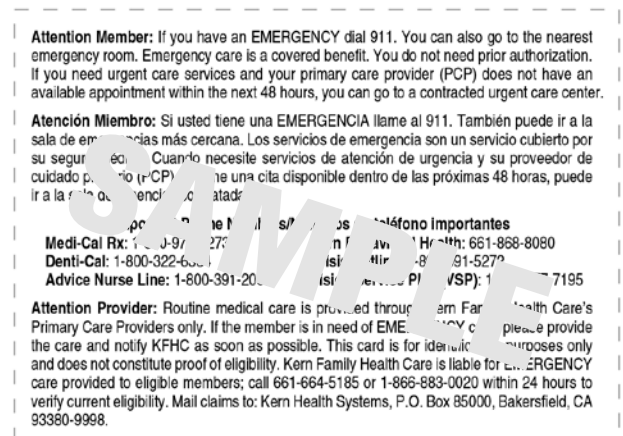 Attention Member: If you have an EMERGENCY dial 911. You can also go to the nearest
emergency room. Emergency care is a covered benefit. You do not need prior authorization.
If you need urgent care services and your primary care provider (PCP) does not have an
available appointment within the next 48 hours, you can go to a contracted urgent care center.
Atención Miembro: Si usted tiene una EMERGENCIA llame al 911. También puede ir a la
sala de más cercana. Los servicios de emergencia son un servicio cubierto por
su Cuando necesite servicios de atención de urgencia y su proveedor de
cuidado (PCP) una cita disponible dentro de las próximas 48 horas, puede
ir a la
teléfono importantes
Medi-Cal Rx: Health: 661-868-8080
Denti-Cal:
Advice Nurse Line: (VSP):
Attention Provider: Routine medical care is provided through Kern Family Health Care's
Primary Care Providers only. If the member is in need of EMERGENCY care, please provide
the care and notify KFHC as soon as possible. This card is for identification purposes only
and does not constitute proof of eligibility. Kern Family Health Care is liable for EMERGENCY
care provided to eligible members; call 661-664-5185 or 1-866-883-0020 within 24 hours to
verify current eligibility. Mail claims to: Kern Health Systems, P.O. Box 85000, Bakersfield, CA
93380-9998.
SAMPLE